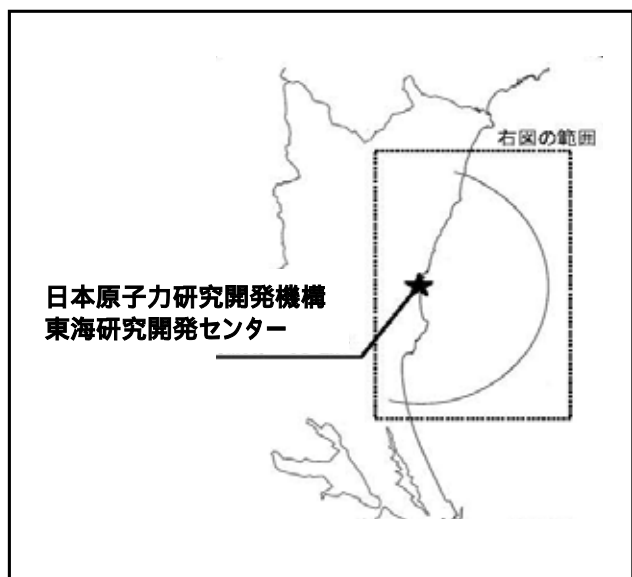 右図の範囲
日本原子力研究開発機構
東海研究開発センター